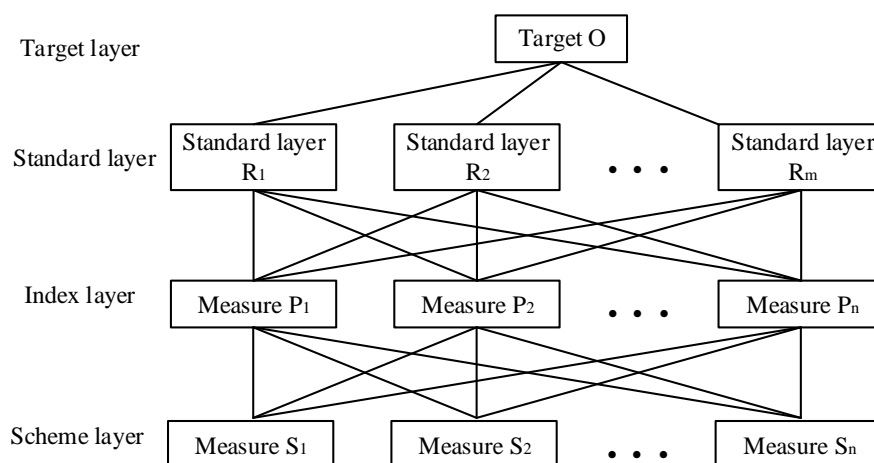 Target layer
Target O
Standard layer
Standard layer
R1
Standard layer
R2
. . .
Standard layer
Rm
Index layer
Measure P1
Measure P2
. . .
Measure Pn
Scheme layer
Measure S1
Measure S2
. . .
Measure Sn